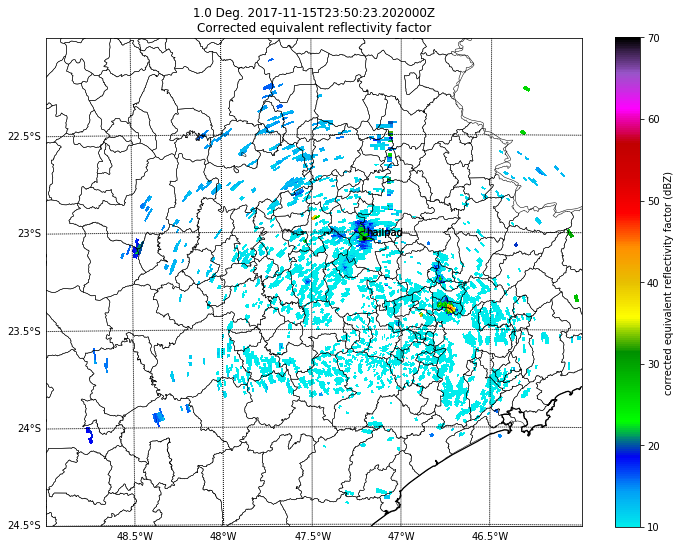 1.0 Deg. 2017-11-15T23:50:23.202000Z
Corrected equivalent reflectivity factor
70
60
50
40
30
20
10
corrected equivalent reflectivity factor (dBZ)
22.5°S
23°S
23.5°S
24°S
24.5°S
hailpad
48.5°W
48°W
47.5°W
47°W
46.5°W